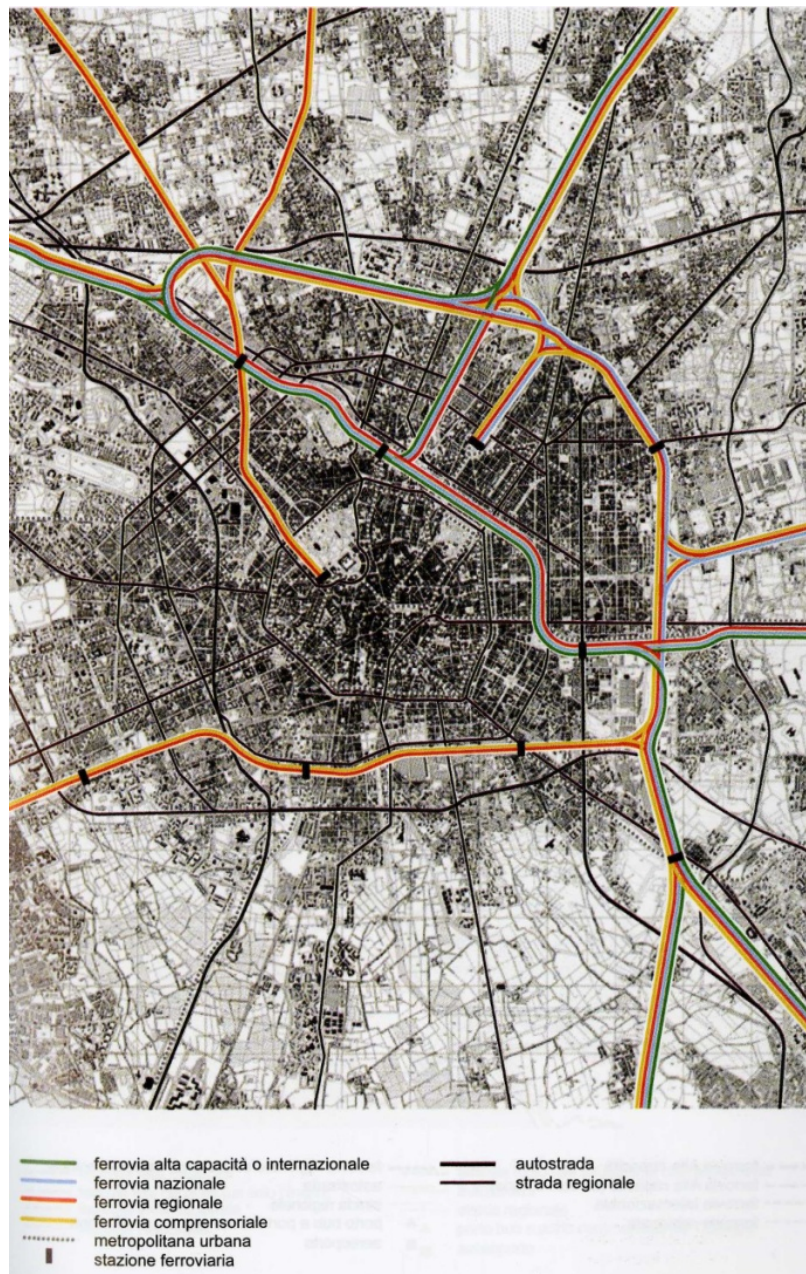 ferrovia alta capacità o internazionale
ferrovia nazionale
ferrovia regionale
ferrovia comprensoriale
metropolitana urbana
stazione ferroviaria
autostrada
strada regionale